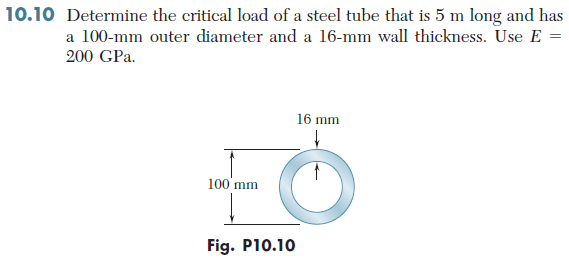 10.10 Determine the critical load of a steel tube that is 5 m long and has
a 100-mm outer diameter and a 16-mm wall thickness. Use E =
200 GPa.
16 mm
100 mm
Fig. P10.10